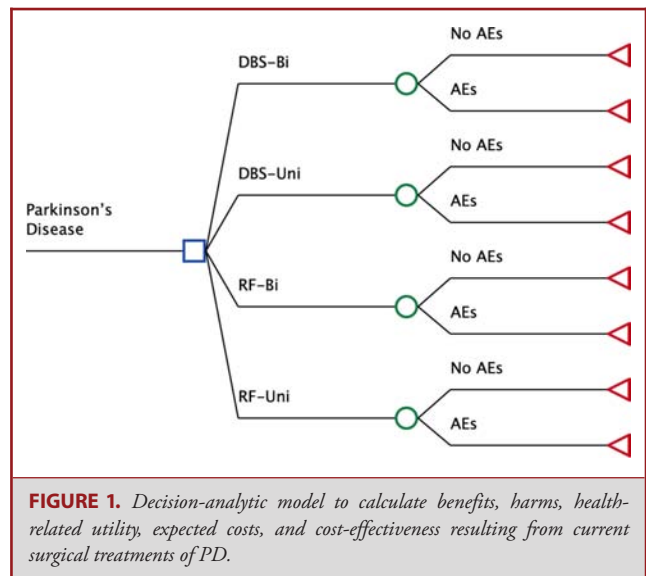 No AEs
DBS-Bi
AEs
No AEs
DBS-Uni
AEs
Parkinson's
Disease
No AEs
RF-Bi
AEs
No AEs
RF-Uni
AEs
FIGURE 1. Decision-analytic model to calculate benefits, harms, health-
related utility, expected costs, and cost-effectiveness resulting from current
surgical treatments of PD.